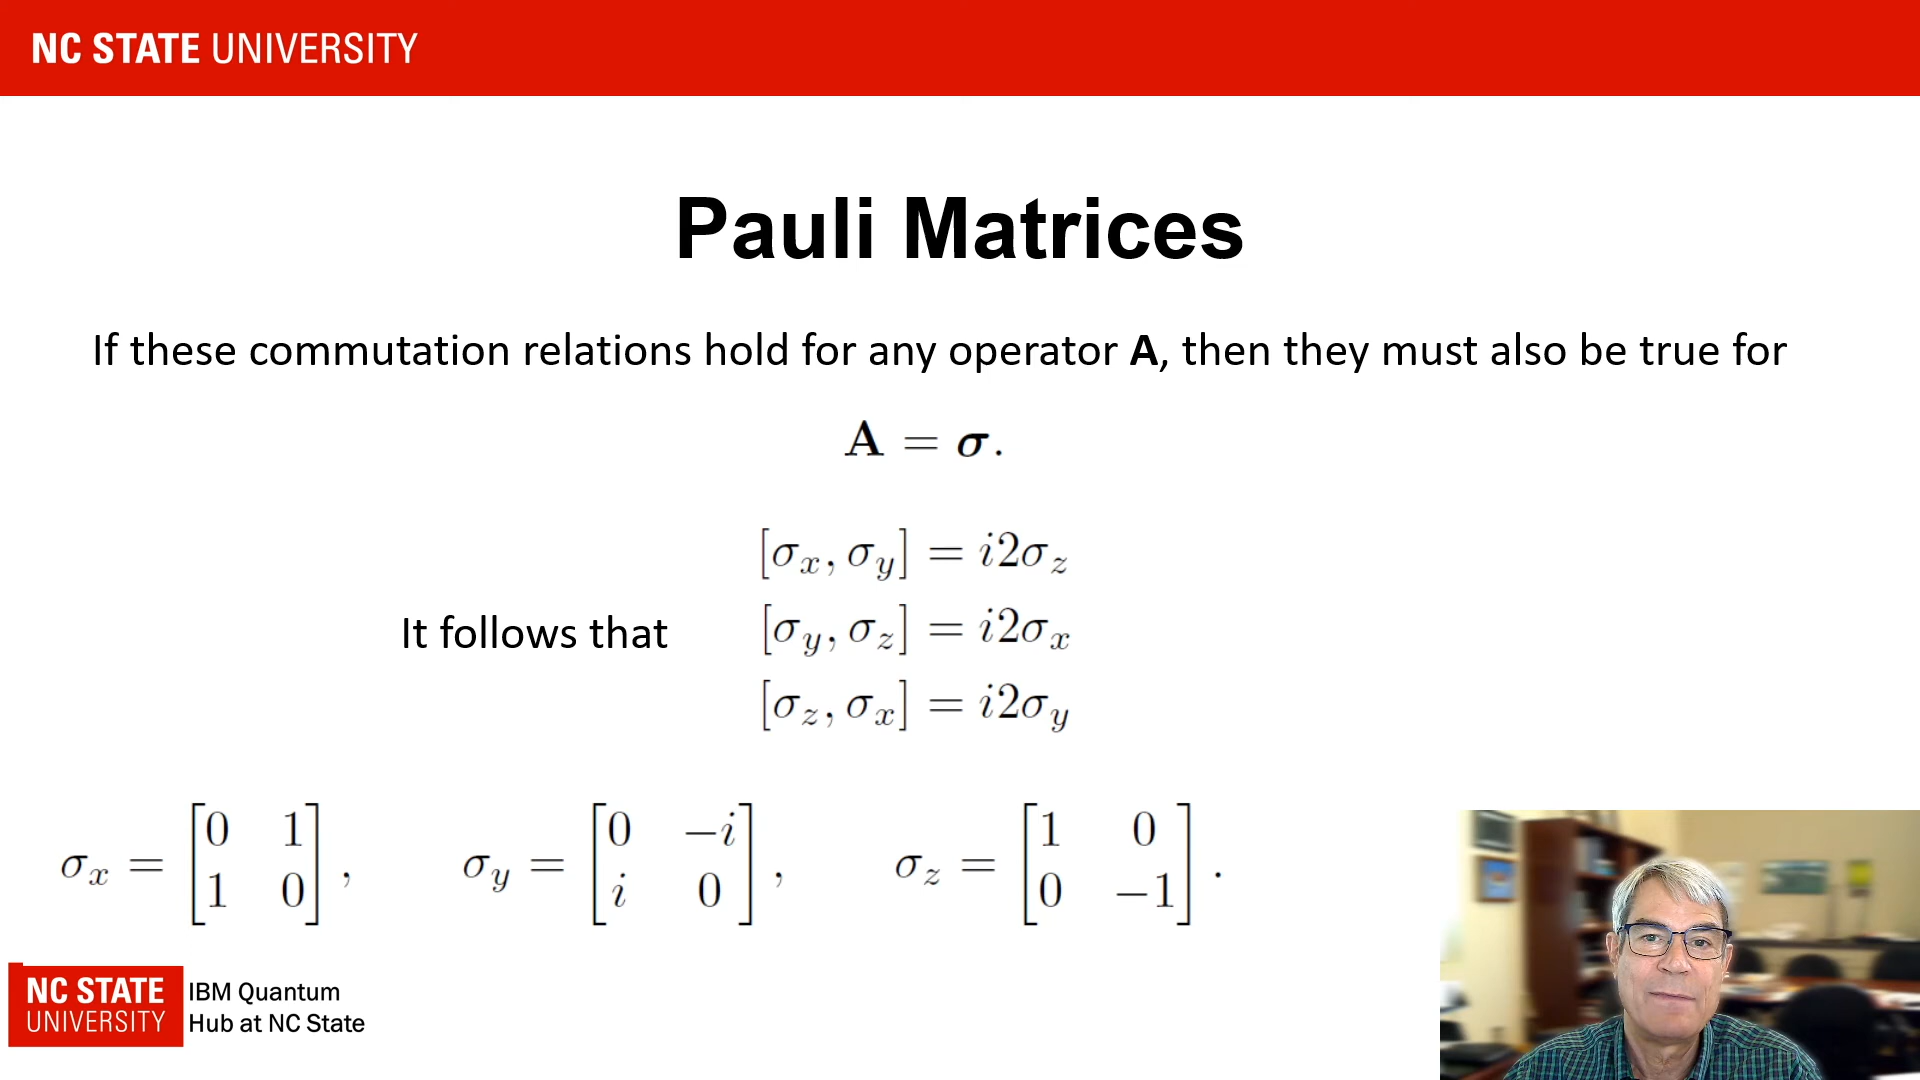 NC STATE UNIVERSITY
Pauli Matrices
If these commutation relations hold for any operator A, then they must also be true for
A = σ.
[σx, σy] = i2σz
It follows that [σy, σz] = i2σx
[σz, σx] = i2σy
σx = [0 1; 1 0], σy = [0 −i; i 0], σz = [1 0; 0 −1].
NC STATE UNIVERSITY
IBM Quantum
Hub at NC State